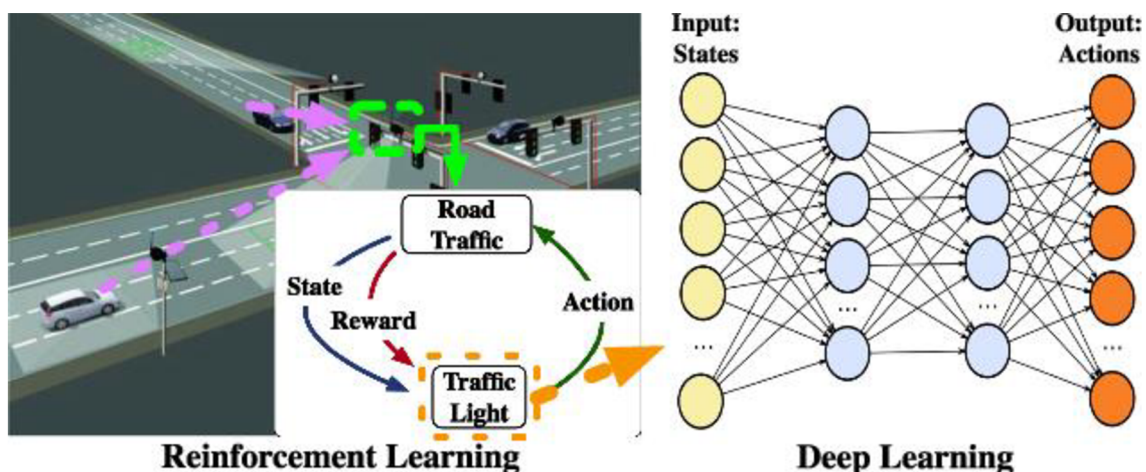 Input:
States
Output:
Actions
Road
Traffic
State
Reward
Action
Traffic
Light
...
...
...
...
Reinforcement Learning
Deep Learning